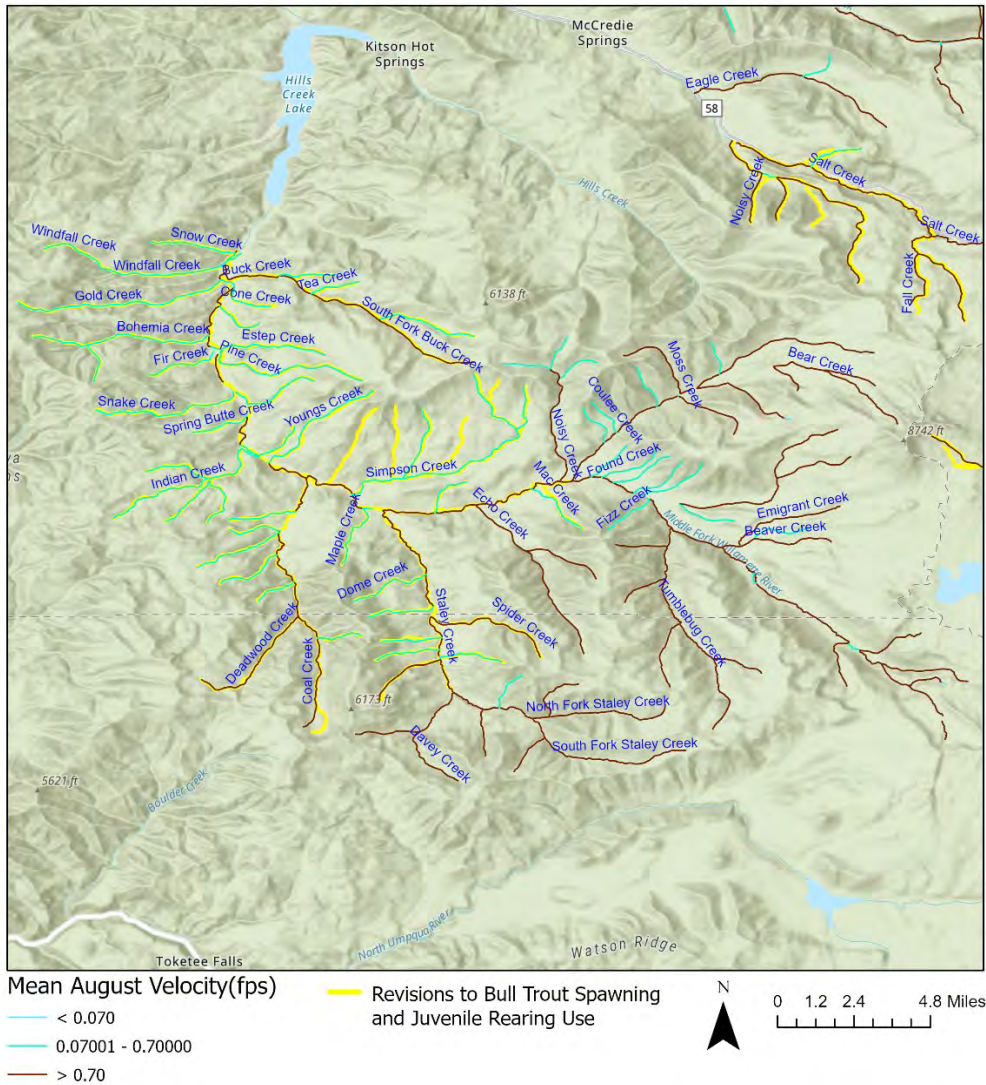 McCredie
Springs
Kitson Hot
Springs
Hills
Creek
Lake
Eagle Creek
58
Hills Creek
Salt Creek
Noisy Creek
Salt Creek
Fall Creek
Windfall Creek
Snow Creek
Windfall Creek
Buck Creek
Tea Creek
Gold Creek
Cone Creek
6138 ft
South Fork Buck Creek
Bohemia Creek
Estep Creek
Fir Creek
Pine Creek
Moss Creek
Bear Creek
Coulee Creek
Snake Creek
Spring Butte Creek
Youngs Creek
Noisy Creek
8742 ft
Indian Creek
Simpson Creek
Mac Creek
Found Creek
Fizz Creek
Echo Creek
Maple Creek
Emigrant Creek
Beaver Creek
Middle Fork Willamette River
Dome Creek
Staley Creek
Spider Creek
Tumblebug Creek
Deadwood Creek
Coal Creek
6173 ft
North Fork Staley Creek
South Fork Staley Creek
Davey Creek
5621 ft
Boulder Creek
North Umpqua River
Watson Ridge
Toketee Falls
Mean August Velocity(fps)
< 0.070
0.07001 - 0.70000
> 0.70
Revisions to Bull Trout Spawning
and Juvenile Rearing Use
N
0 1.2 2.4 4.8 Miles